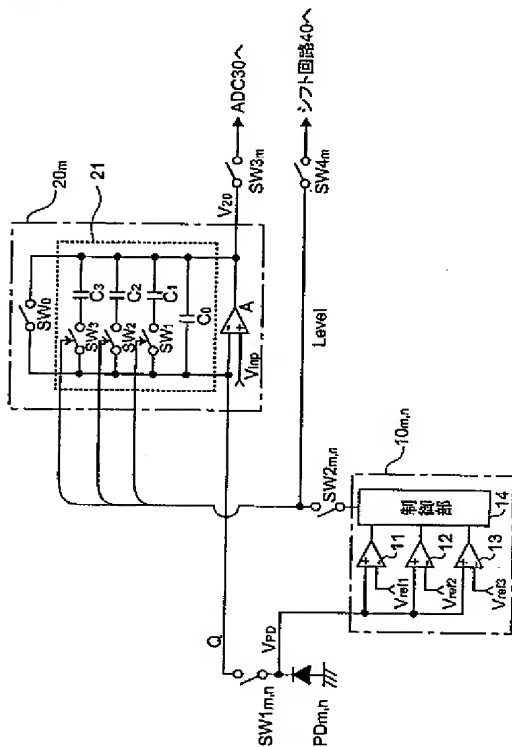 20m
21
SW0
SW3
C3
SW2
C2
SW1
C1
C0
A
Vinp
V20
SW3m
ADC30へ
Level
SW4m
シフト回路40へ
Q
SW1m,n
VPD
PDm,n
SW2m,n
10m,n
制御部
14
11
12
13
Vref1
Vref2
Vref3